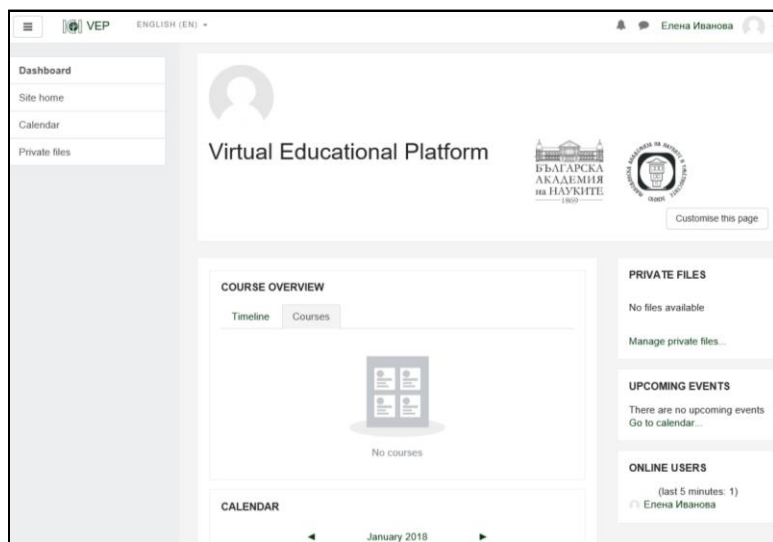 VEP
ENGLISH (EN)
Елена Иванова
Dashboard
Site home
Calendar
Private files
Virtual Educational Platform
БЪЛГАРСКА
АКАДЕМИЯ
на НАУКИТЕ
1869
Customise this page
COURSE OVERVIEW
Timeline
Courses
No courses
CALENDAR
January 2018
PRIVATE FILES
No files available
Manage private files...
UPCOMING EVENTS
There are no upcoming events
Go to calendar...
ONLINE USERS
(last 5 minutes: 1)
Елена Иванова